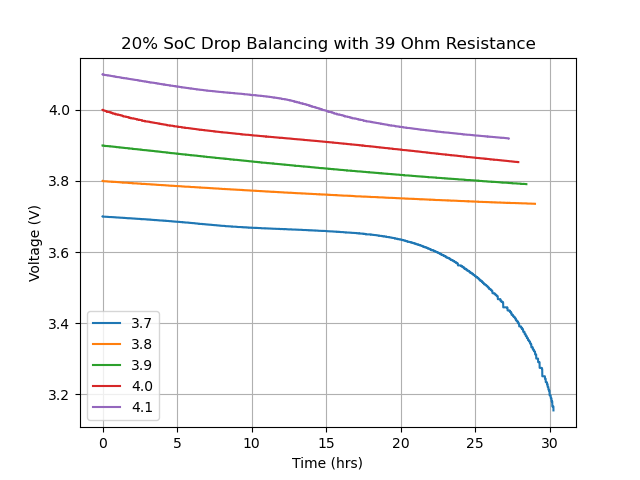 20% SoC Drop Balancing with 39 Ohm Resistance
Voltage (V)
4.0
3.8
3.6
3.4
3.2
3.7
3.8
3.9
4.0
4.1
0 5 10 15 20 25 30
Time (hrs)